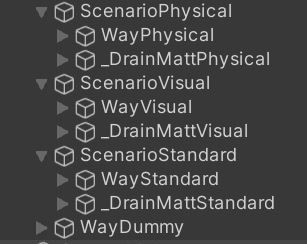 ScenarioPhysical
WayPhysical
_DrainMattPhysical
ScenarioVisual
WayVisual
_DrainMattVisual
ScenarioStandard
WayStandard
_DrainMattStandard
WayDummy